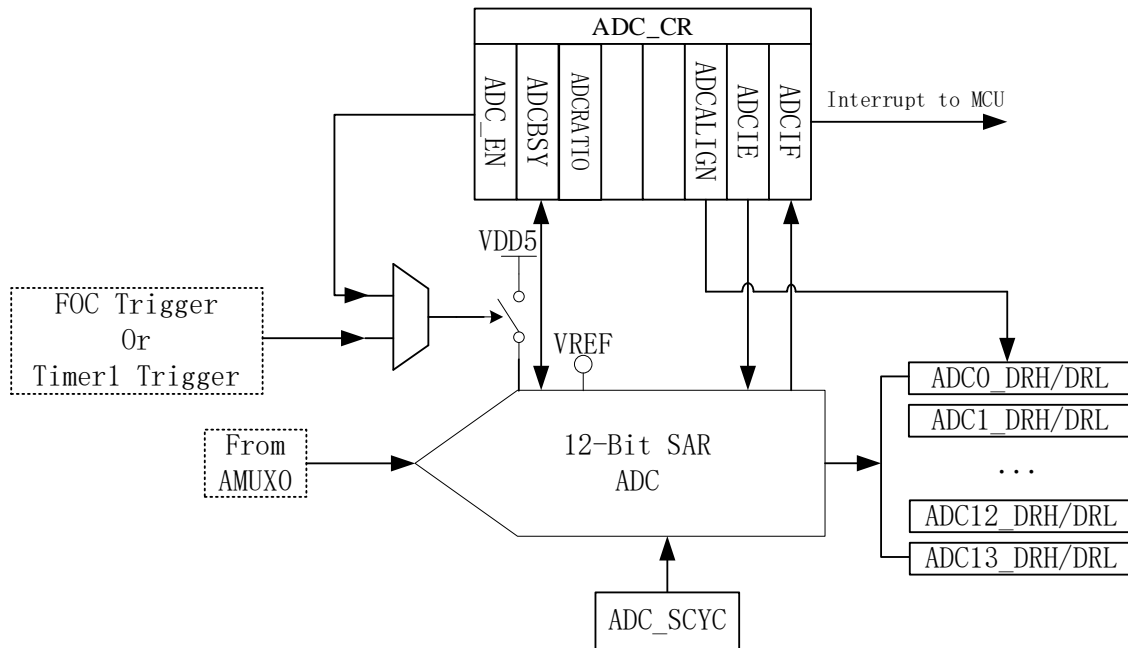 ADC_CR
ADC_EN
ADCBSY
ADCRATIO
ADCALIGN
ADCIE
ADCIF
Interrupt to MCU
VDD5
FOC Trigger
Or
Timer1 Trigger
VREF
ADC0_DRH/DRL
ADC1_DRH/DRL
...
ADC12_DRH/DRL
ADC13_DRH/DRL
From
AMUX0
12-Bit SAR
ADC
ADC_SCYC